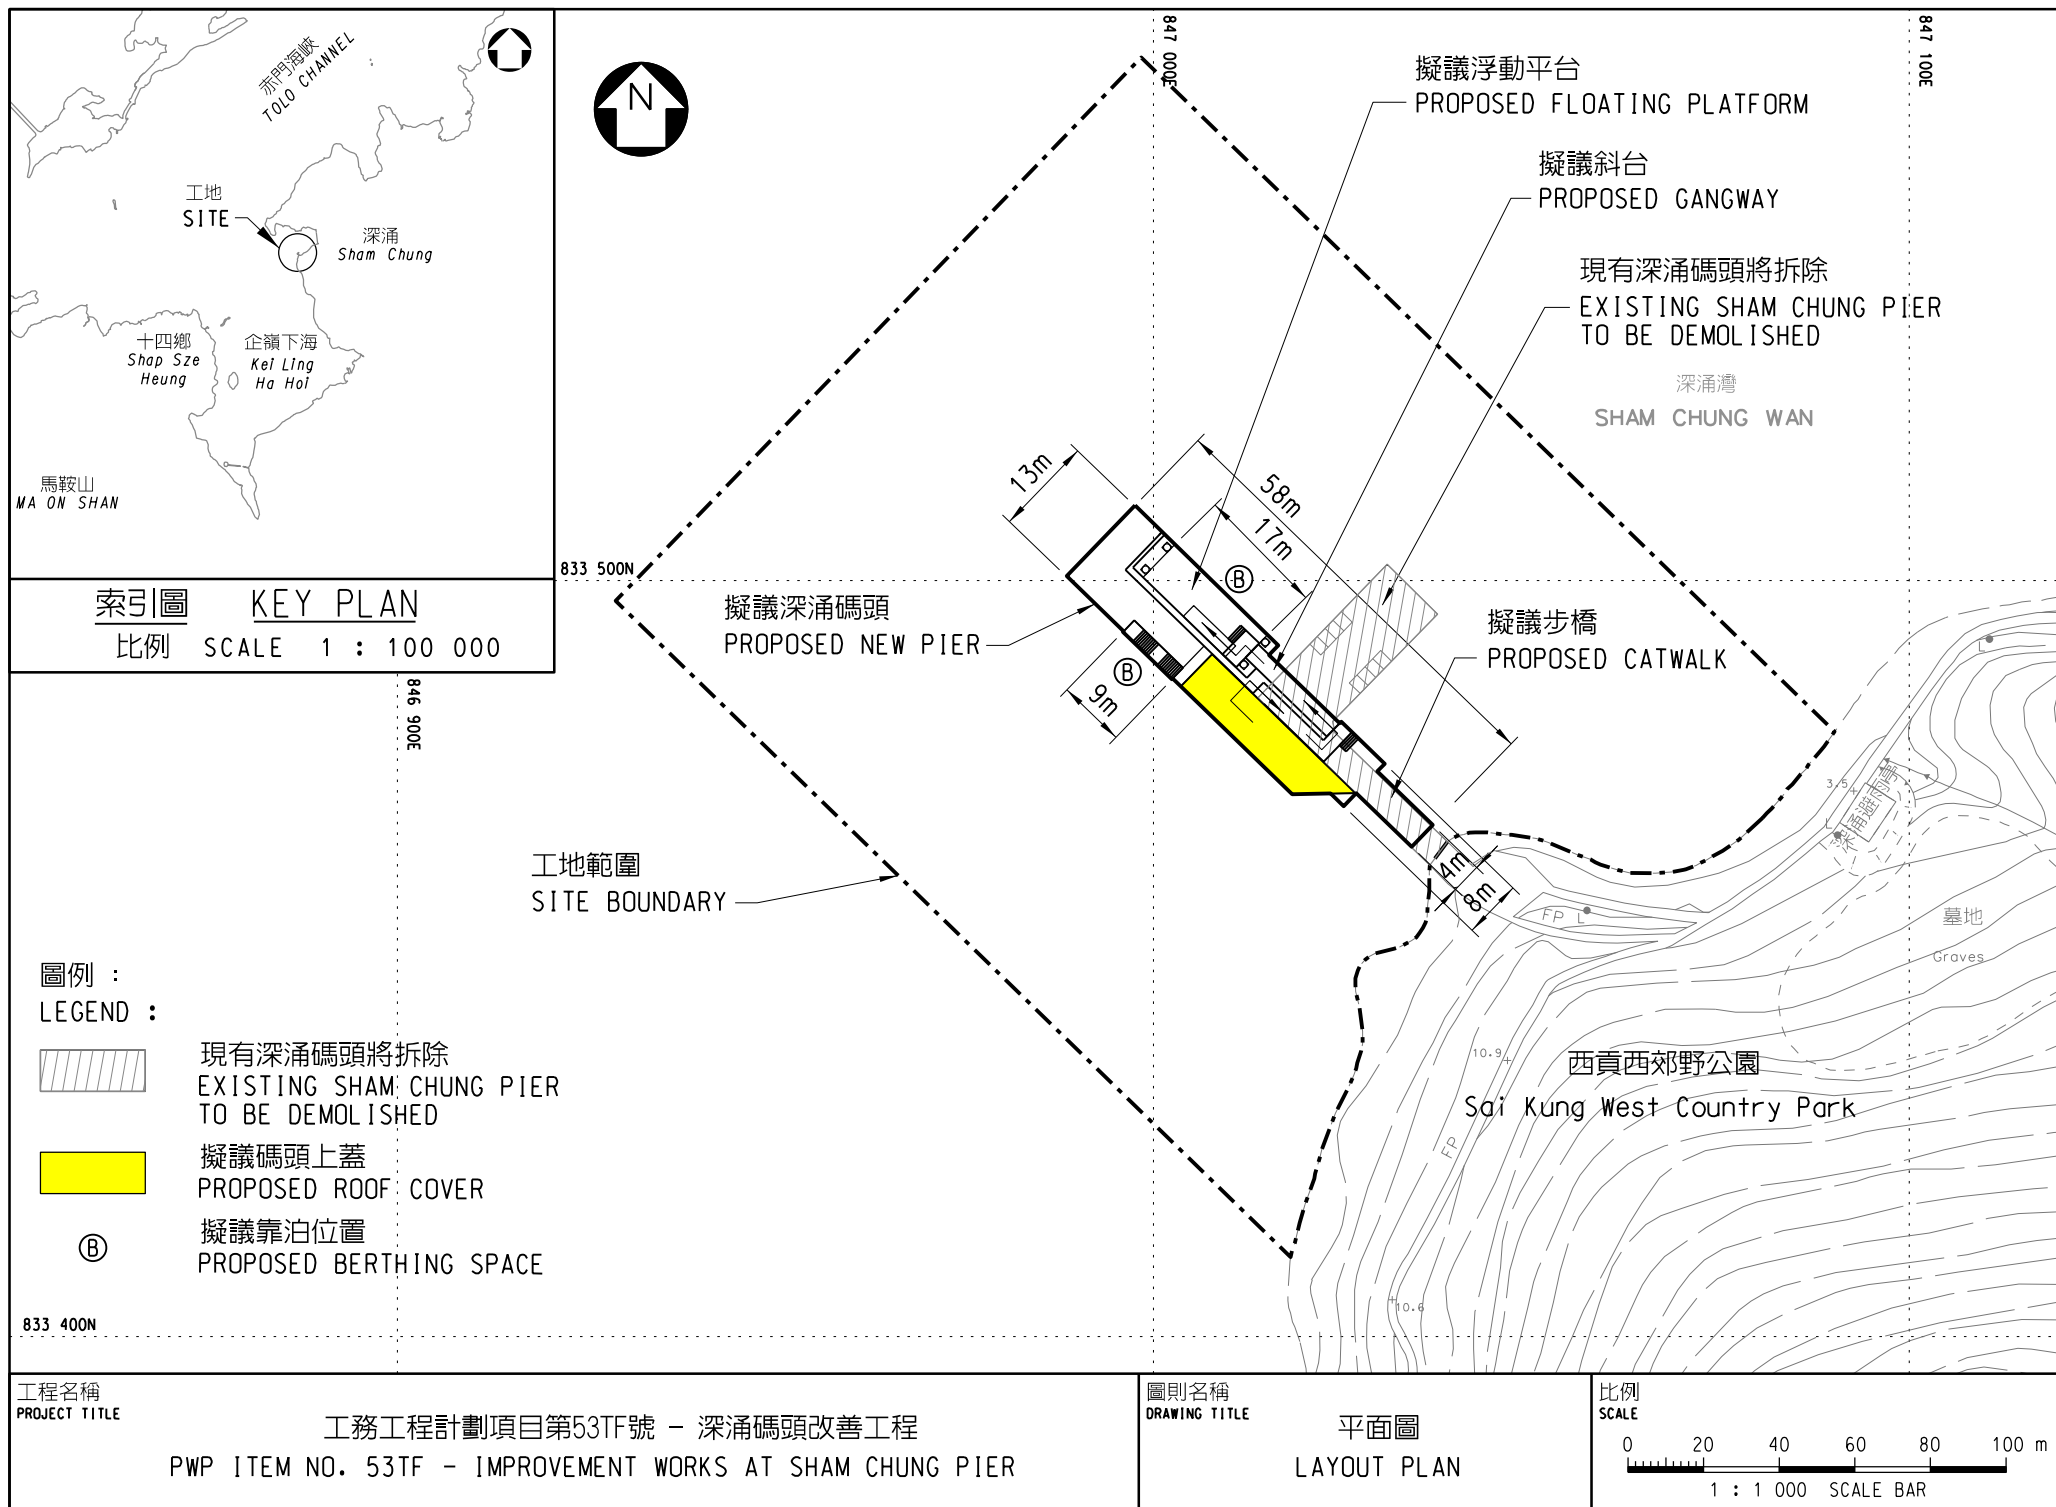 赤門海峽
TOLO CHANNEL
工地
SITE
深涌
Sham Chung
十四鄉
Shap Sze
Heung
企嶺下海
Kei Ling
Ha Hoi
馬鞍山
MA ON SHAN
索引圖 KEY PLAN
比例 SCALE 1 : 100 000
N
847 000E
847 100E
846 900E
833 500N
833 400N
擬議浮動平台
PROPOSED FLOATING PLATFORM
擬議斜台
PROPOSED GANGWAY
現有深涌碼頭將拆除
EXISTING SHAM CHUNG PIER
TO BE DEMOLISHED
深涌灣
SHAM CHUNG WAN
13m
58m
17m
B
擬議深涌碼頭
PROPOSED NEW PIER
B
9m
擬議步橋
PROPOSED CATWALK
4m
8m
工地範圍
SITE BOUNDARY
L
3.5
L
深涌避雨亭
FP L
墓地
Graves
10.9
西貢西郊野公園
Sai Kung West Country Park
FP
10.6
圖例 :
LEGEND :
現有深涌碼頭將拆除
EXISTING SHAM CHUNG PIER
TO BE DEMOLISHED
擬議碼頭上蓋
PROPOSED ROOF COVER
B
擬議靠泊位置
PROPOSED BERTHING SPACE
工程名稱
PROJECT TITLE
工務工程計劃項目第53TF號 - 深涌碼頭改善工程
PWP ITEM NO. 53TF - IMPROVEMENT WORKS AT SHAM CHUNG PIER
圖則名稱
DRAWING TITLE
平面圖
LAYOUT PLAN
比例
SCALE
0 20 40 60 80 100 m
1 : 1 000 SCALE BAR